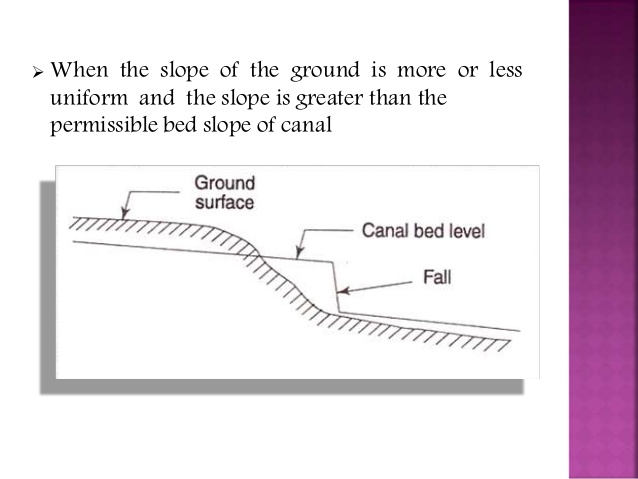 ➢ When the slope of the ground is more or less
uniform and the slope is greater than the
permissible bed slope of canal
Ground
surface
Canal bed level
Fall